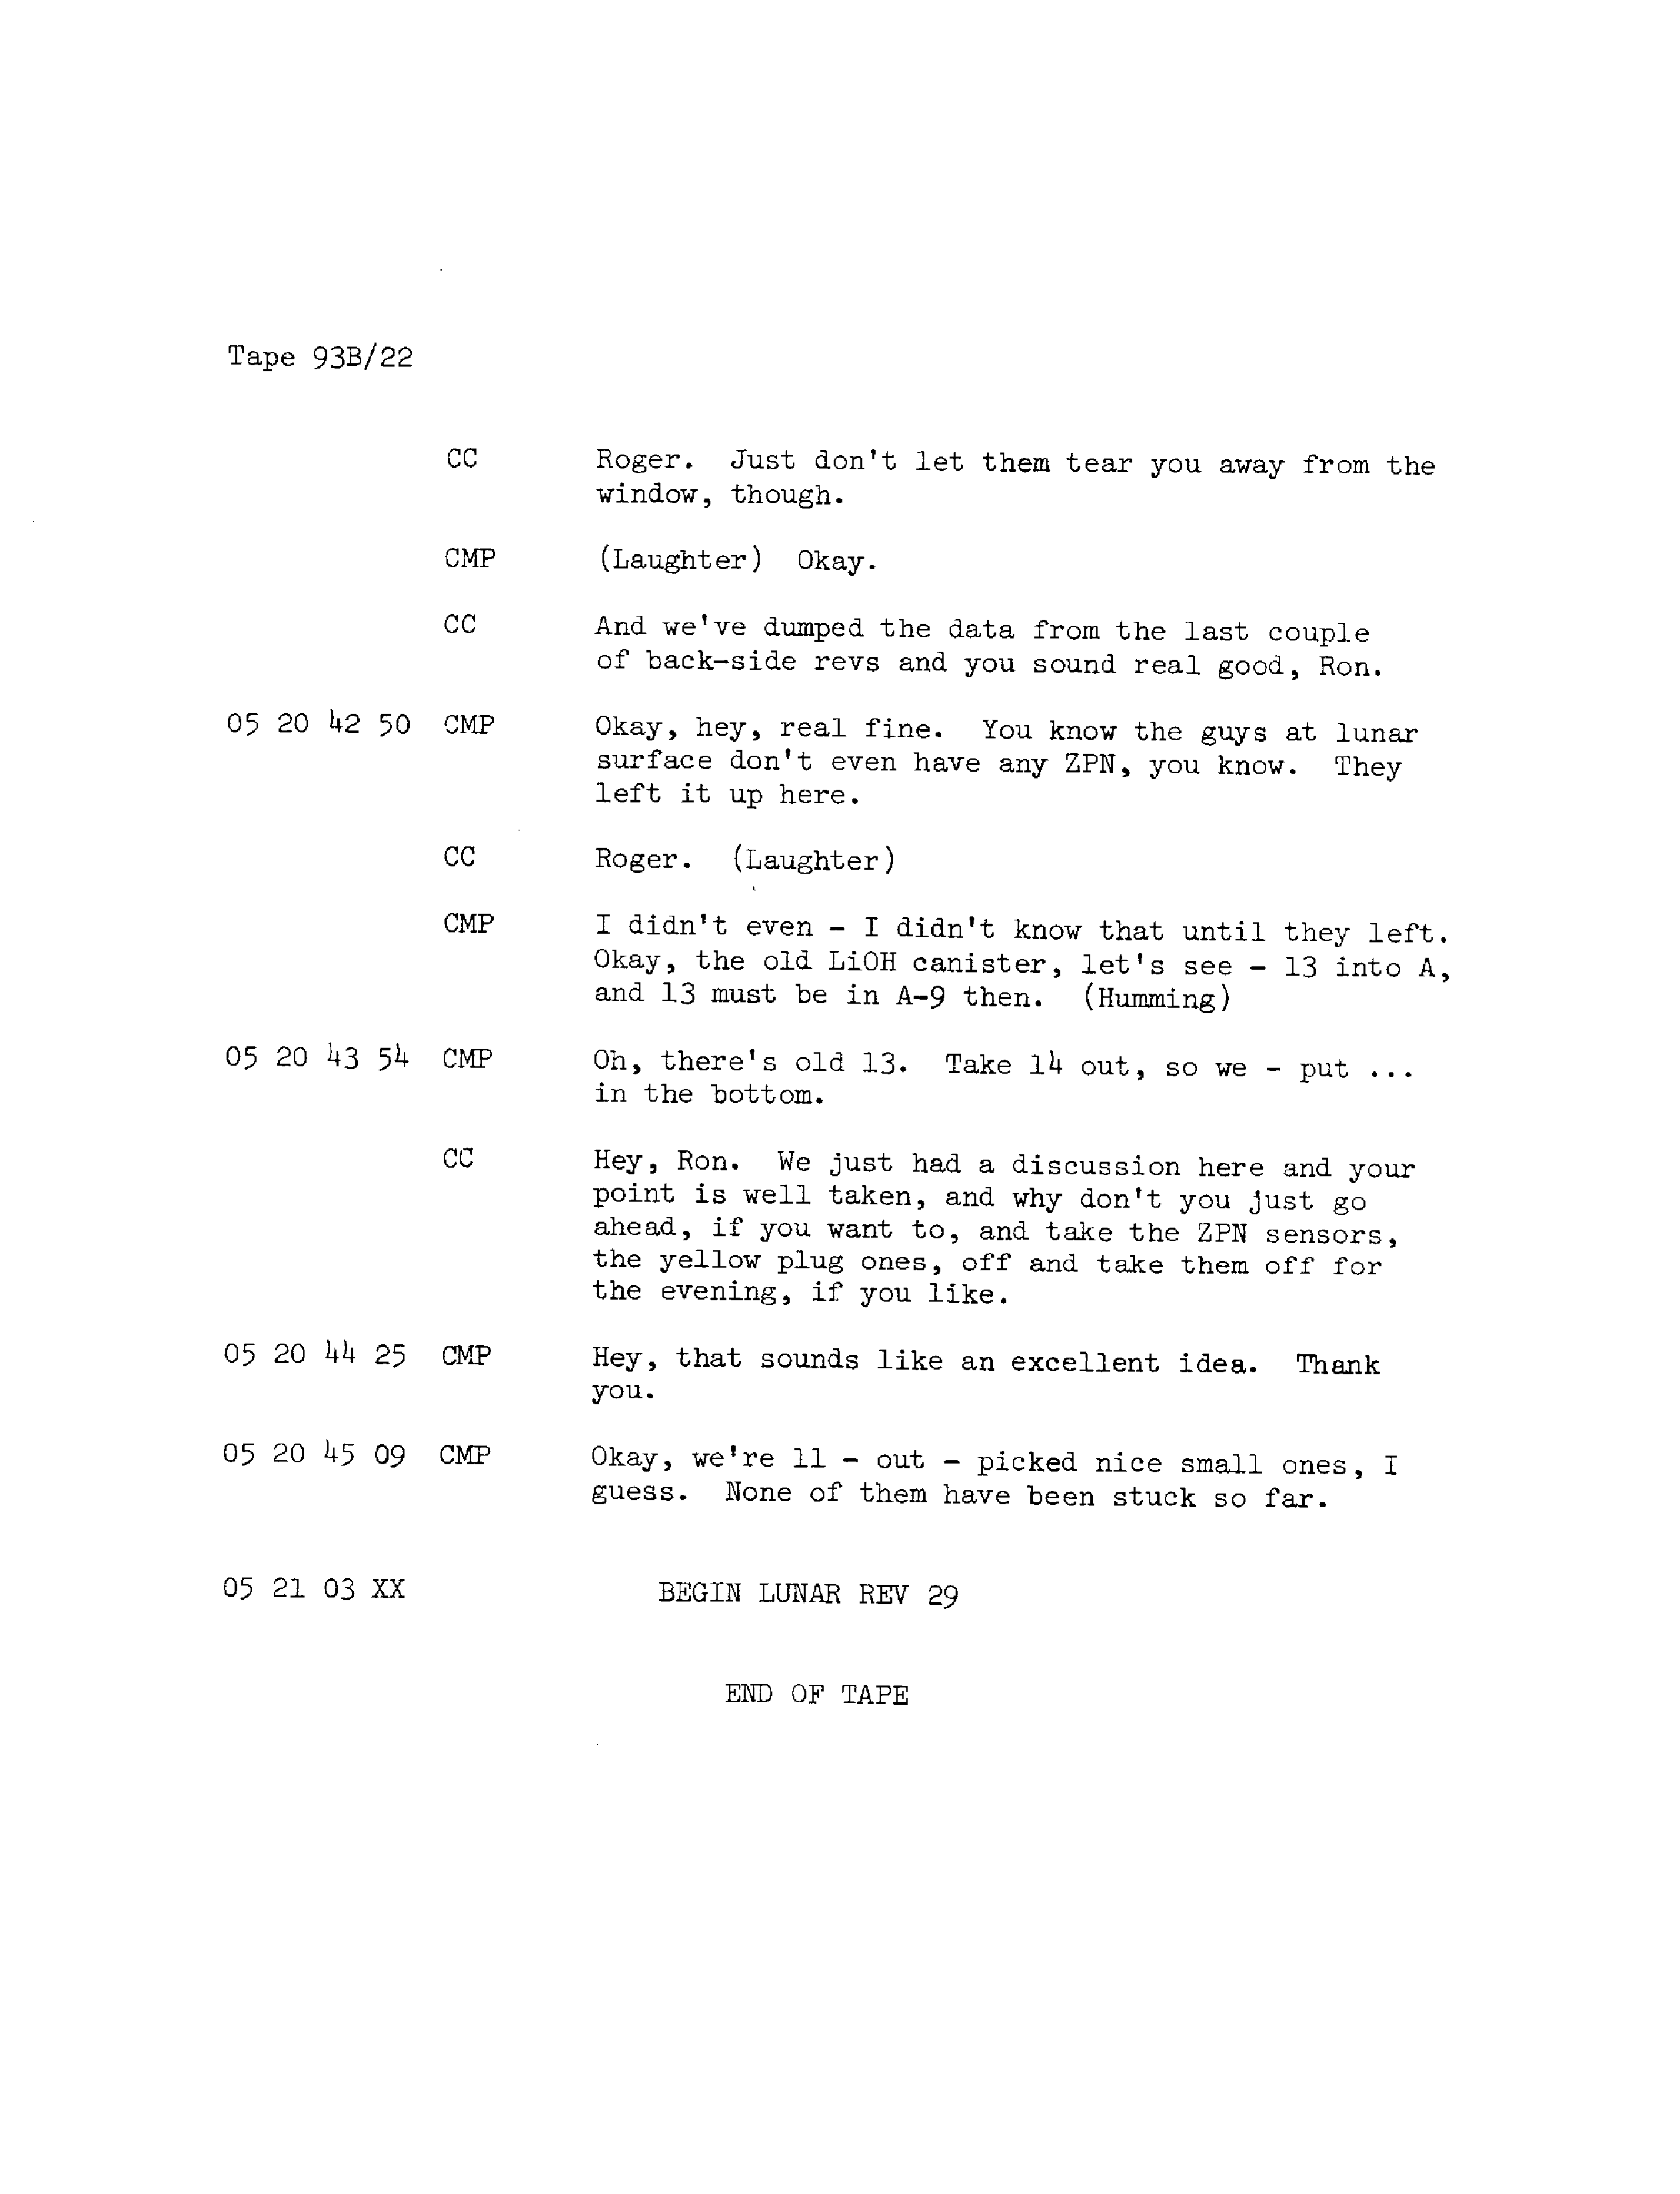 Tape 93B/22
CC Roger. Just don't let them tear you away from the
window, though.
CMP (Laughter) Okay.
CC And we've dumped the data from the last couple
of back-side revs and you sound real good, Ron.
05 20 42 50 CMP Okay, hey, real fine. You know the guys at lunar
surface don't even have any ZPN, you know. They
left it up here.
CC Roger. (Laughter)
CMP I didn't even - I didn't know that until they left.
Okay, the old LiOH canister, let's see - 13 into A,
and 13 must be in A-9 then. (Humming)
05 20 43 54 CMP Oh, there's old 13. Take 14 out, so we - put ...
in the bottom.
CC Hey, Ron. We just had a discussion here and your
point is well taken, and why don't you just go
ahead, if you want to, and take the ZPN sensors,
the yellow plug ones, off and take them off for
the evening, if you like.
05 20 44 25 CMP Hey, that sounds like an excellent idea. Thank
you.
05 20 45 09 CMP Okay, we're 11 - out - picked nice small ones, I
guess. None of them have been stuck so far.
05 21 03 XX BEGIN LUNAR REV 29
END OF TAPE